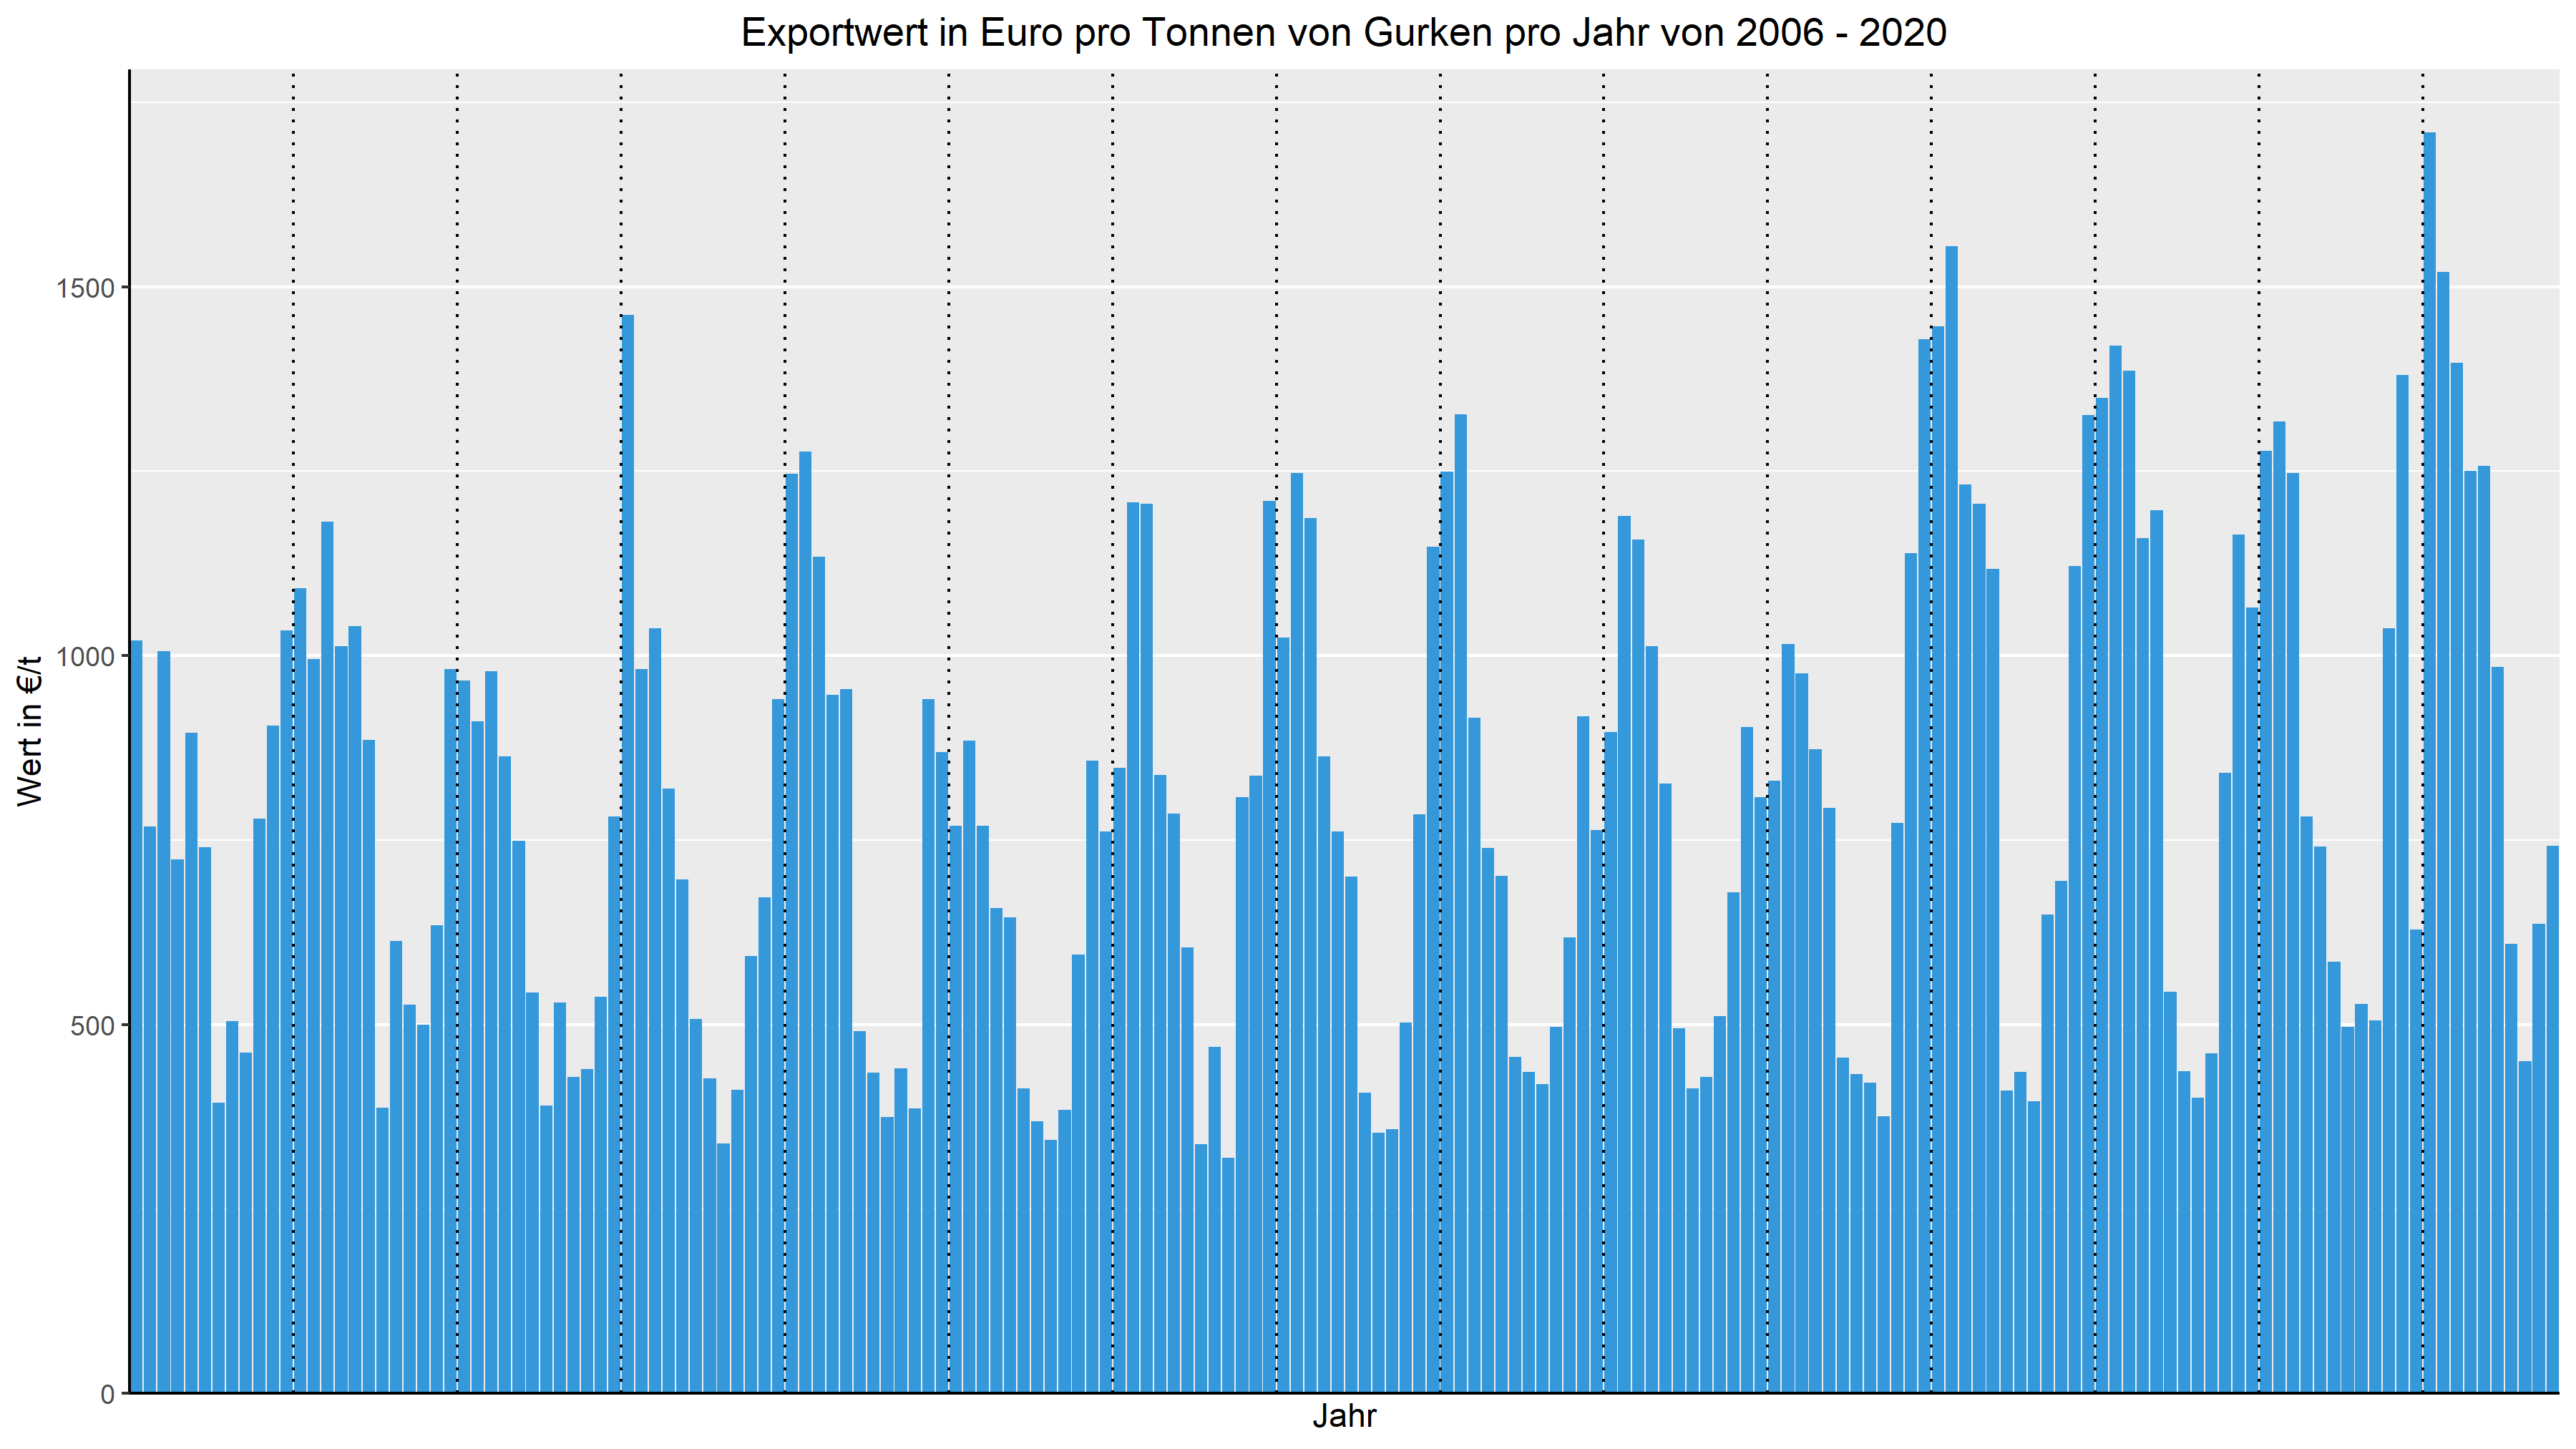 Exportwert in Euro pro Tonnen von Gurken pro Jahr von 2006 - 2020
Wert in €/t
1500
1000
500
0
Jahr